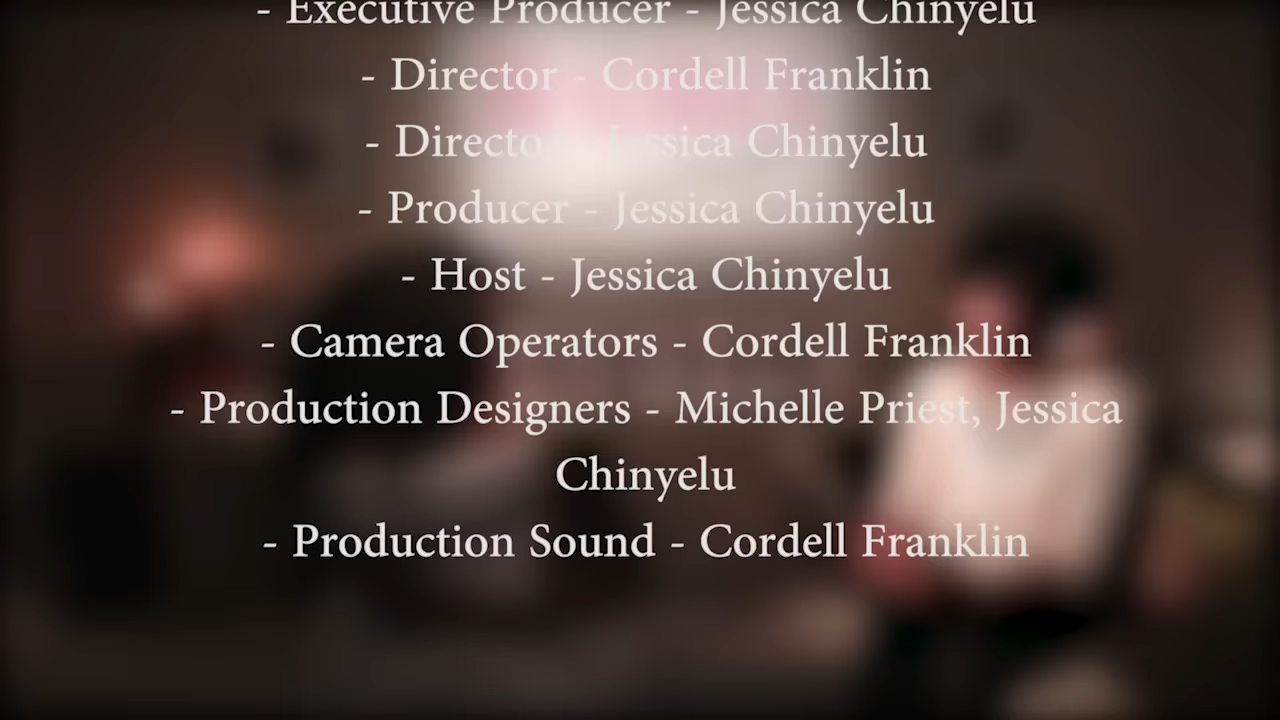 - Executive Producer - Jessica Chinyelu
- Director - Cordell Franklin
- Director - Jessica Chinyelu
- Producer - Jessica Chinyelu
- Host - Jessica Chinyelu
- Camera Operators - Cordell Franklin
- Production Designers - Michelle Priest, Jessica
Chinyelu
- Production Sound - Cordell Franklin